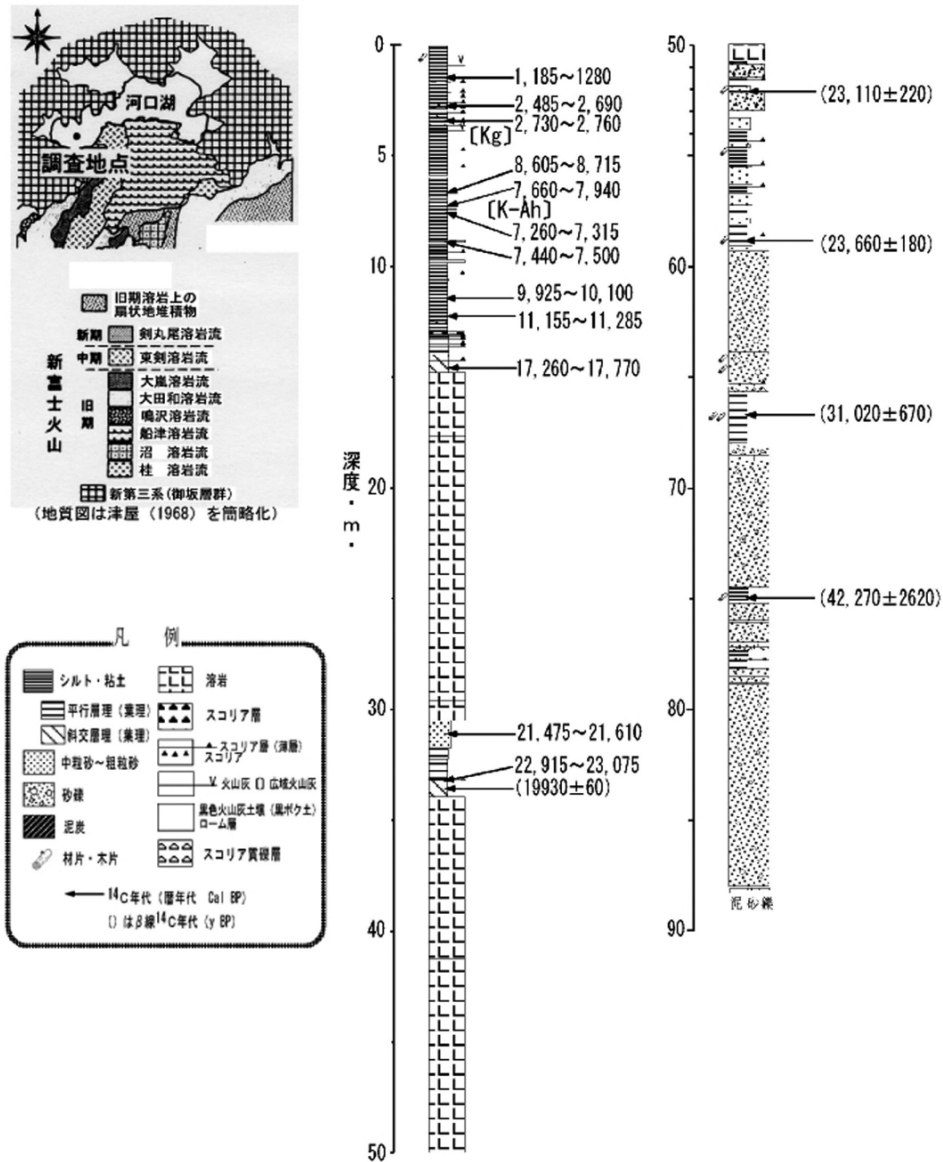 河口湖
調査地点
旧期溶岩上の
扇状地堆積物
新富士火山
新期
剣丸尾溶岩流
中期
東剣溶岩流
旧期
大嵐溶岩流
大田和溶岩流
鳴沢溶岩流
船津溶岩流
沼 溶岩流
桂 溶岩流
新第三系(御坂層群)
(地質図は津屋(1968)を簡略化)
凡 例
シルト・粘土
平行層理(葉理)
斜交層理(葉理)
中粒砂~粗粒砂
砂礫
泥炭
材片・木片
溶岩
スコリア層
スコリア層(薄層)
スコリア
V 火山灰 [] 広域火山灰
黒色火山灰土壌(黒ボク土)
ローム層
スコリア質礫層
14C年代(暦年代 Cal BP)
()はβ線14C年代(y BP)
深度・m・
0
5
10
20
30
40
50
V
1,185~1280
2,485~2,690
2,730~2,760
[Kg]
8,605~8,715
7,660~7,940
[K-Ah]
7,260~7,315
7,440~7,500
9,925~10,100
11,155~11,285
17,260~17,770
21,475~21,610
22,915~23,075
(19930±60)
50
60
70
80
90
(23,110±220)
(23,660±180)
(31,020±670)
(42,270±2620)
泥 砂 礫